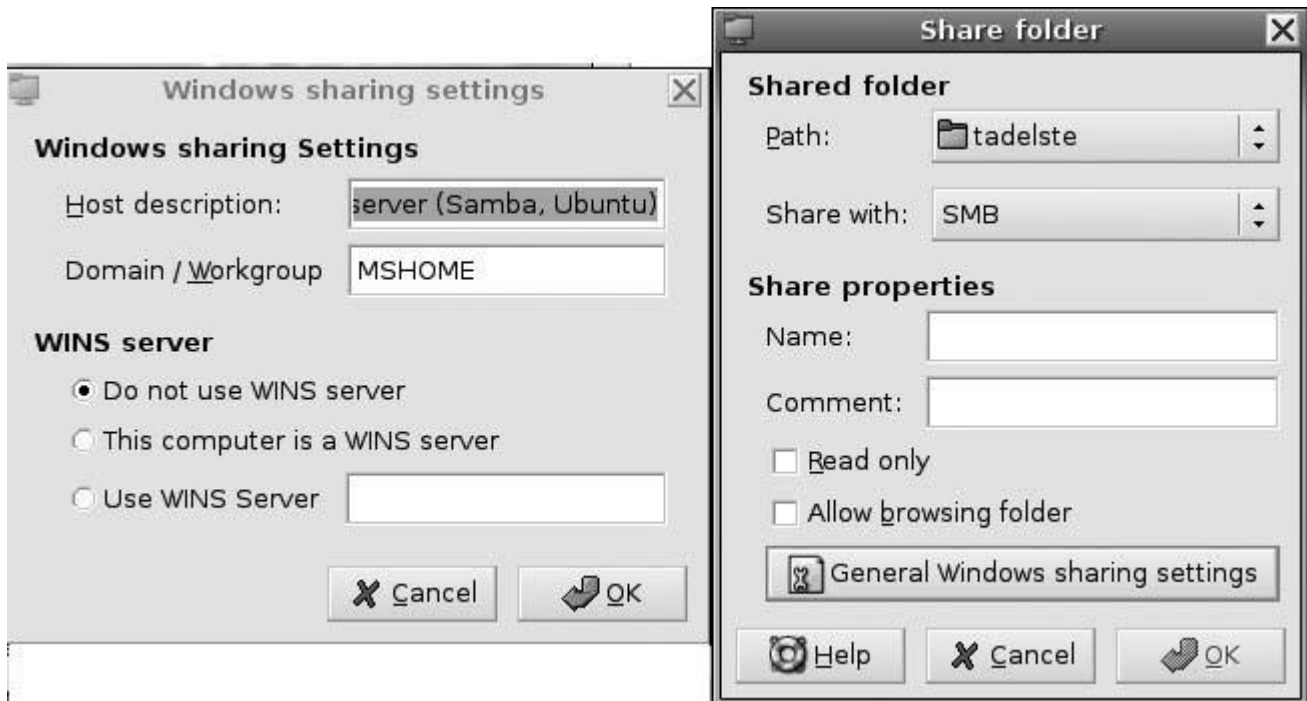 Windows sharing settings
Windows sharing Settings
Host description: server (Samba, Ubuntu)
Domain / Workgroup MSHOME
WINS server
Do not use WINS server
This computer is a WINS server
Use WINS Server
Cancel OK
Share folder
Shared folder
Path: tadelste
Share with: SMB
Share properties
Name:
Comment:
Read only
Allow browsing folder
General Windows sharing settings
Help Cancel OK